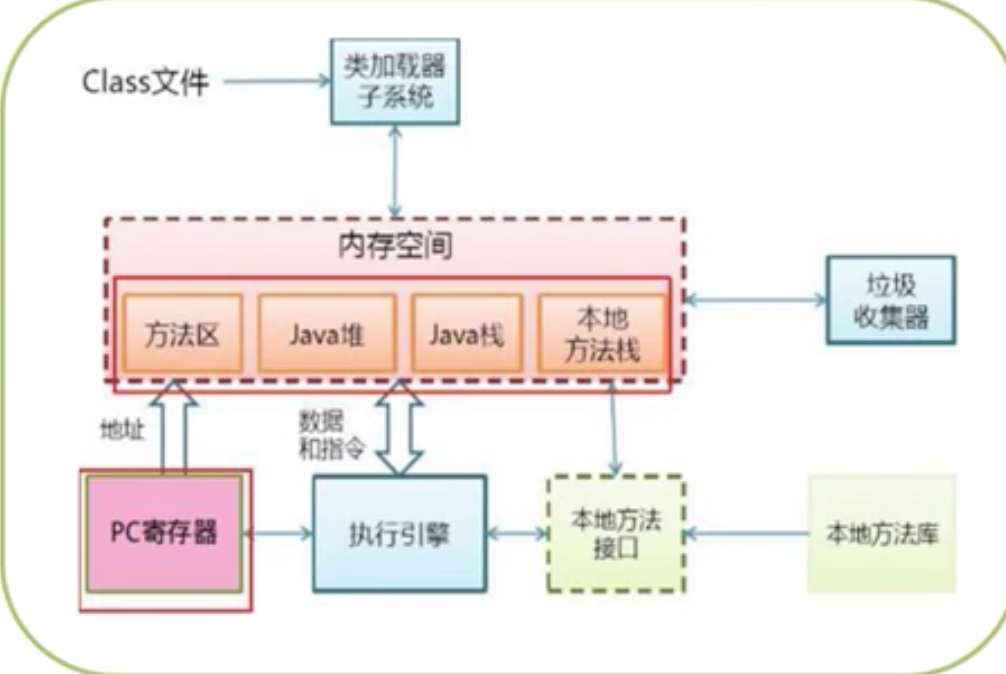 Class文件
类加载器
子系统
内存空间
方法区
Java堆
Java栈
本地
方法栈
垃圾
收集器
地址
数据
和指令
PC寄存器
执行引擎
本地方法
接口
本地方法库